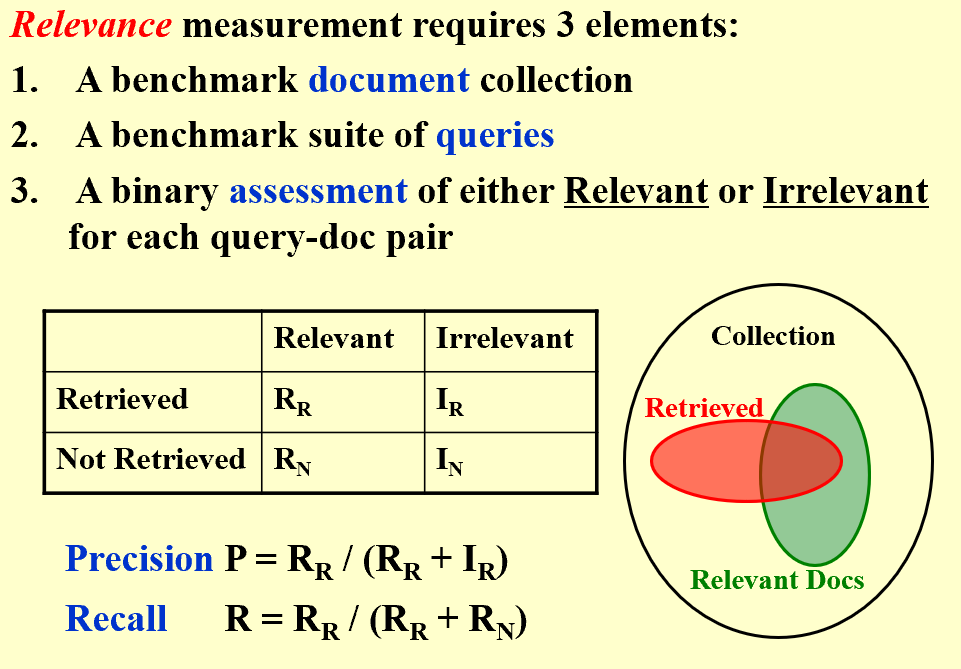 Relevance measurement requires 3 elements:
1. A benchmark document collection
2. A benchmark suite of queries
3. A binary assessment of either Relevant or Irrelevant
for each query-doc pair
Relevant Irrelevant
Retrieved R_R I_R
Not Retrieved R_N I_N
Precision P = R_R / (R_R + I_R)
Recall R = R_R / (R_R + R_N)
Collection
Retrieved
Relevant Docs